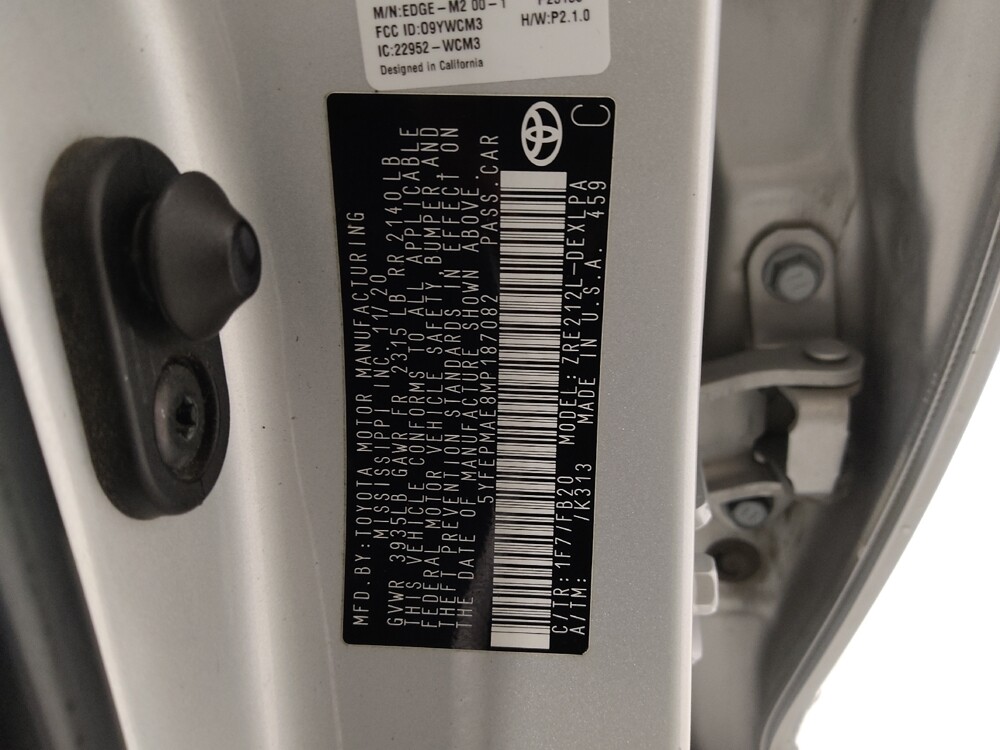 M/N:EDGE-M2 00-1
FCC ID:O9YWCM3
H/W:P2.1.0
IC:22952-WCM3
Designed in California
MFD.BY:TOYOTA MOTOR MANUFACTURING
MISSISSIPPI INC. 11/20
GVWR 3935LB GAWR FR 2315 LB RR2140 LB
THIS VEHICLE CONFORMS TO ALL APPLICABLE
FEDERAL MOTOR VEHICLE SAFETY,BUMPER AND
THEFT PREVENTION STANDARDS IN EFFECT ON
THE DATE OF MANUFACTURE SHOWN ABOVE.
5YFEPMAE8MP187082 PASS.CAR
C/TR: 1F7/FB20 MODEL: ZRE212L-DEXLPA
A/TM: /K313 MADE IN U.S.A. 459
C